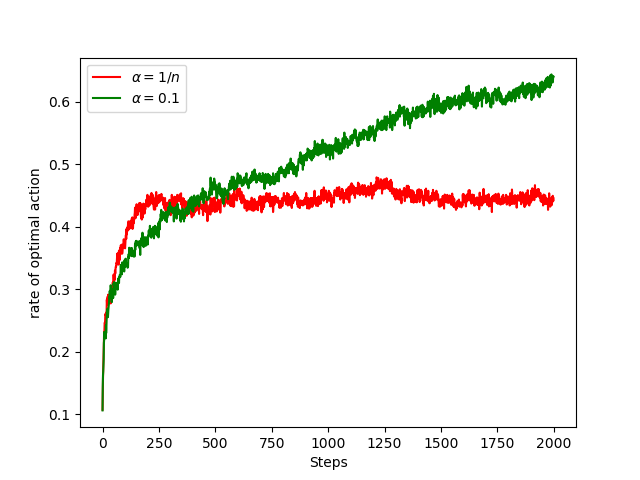 α = 1/n
α = 0.1
rate of optimal action
0.6
0.5
0.4
0.3
0.2
0.1
0 250 500 750 1000 1250 1500 1750 2000
Steps